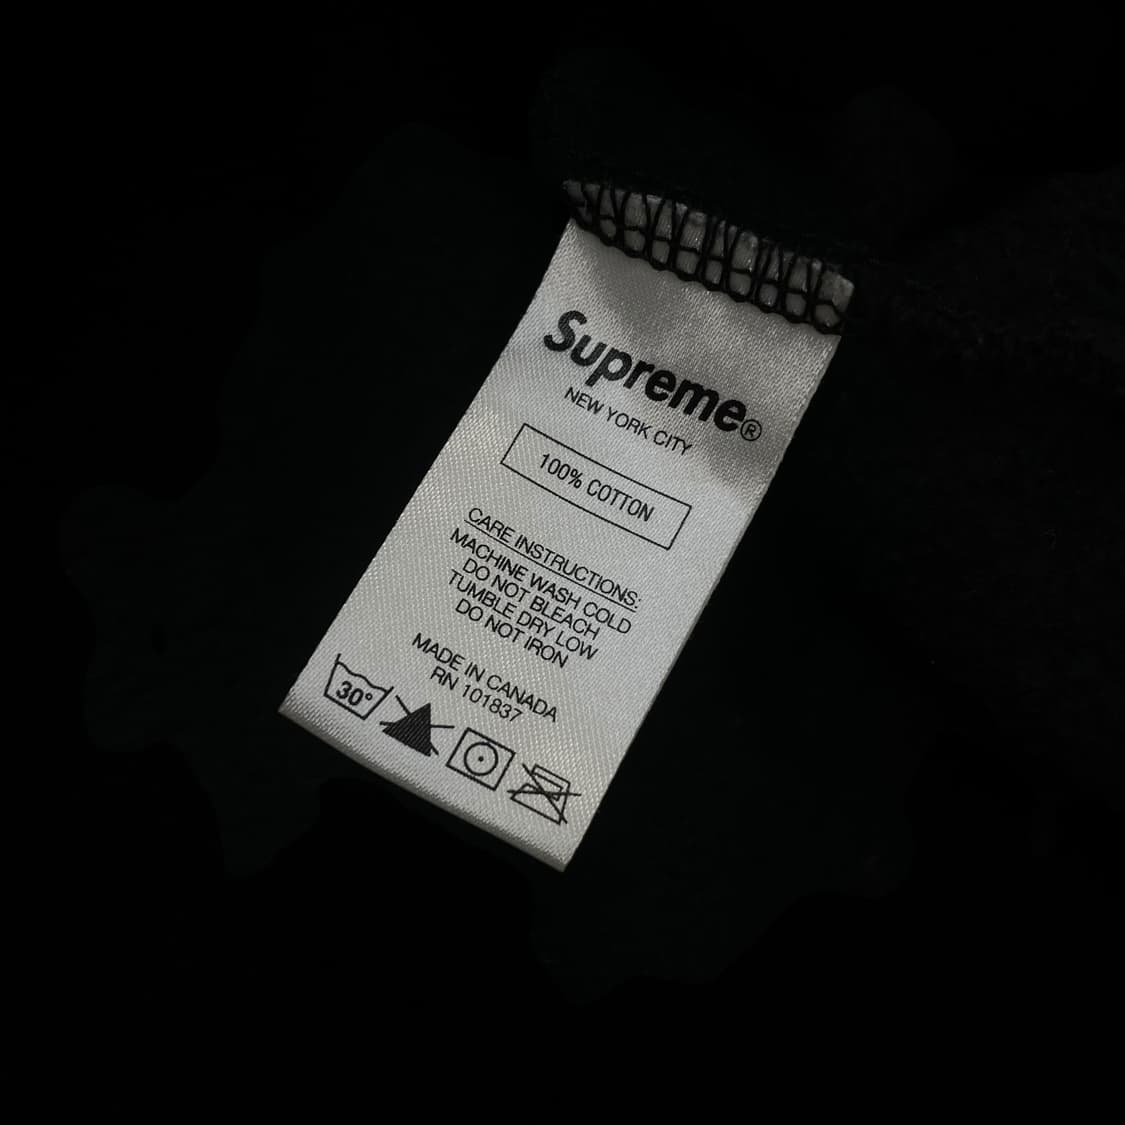 Supreme®
NEW YORK CITY
100% COTTON
CARE INSTRUCTIONS:
MACHINE WASH COLD
DO NOT BLEACH
TUMBLE DRY LOW
DO NOT IRON
MADE IN CANADA
RN 101837
30°